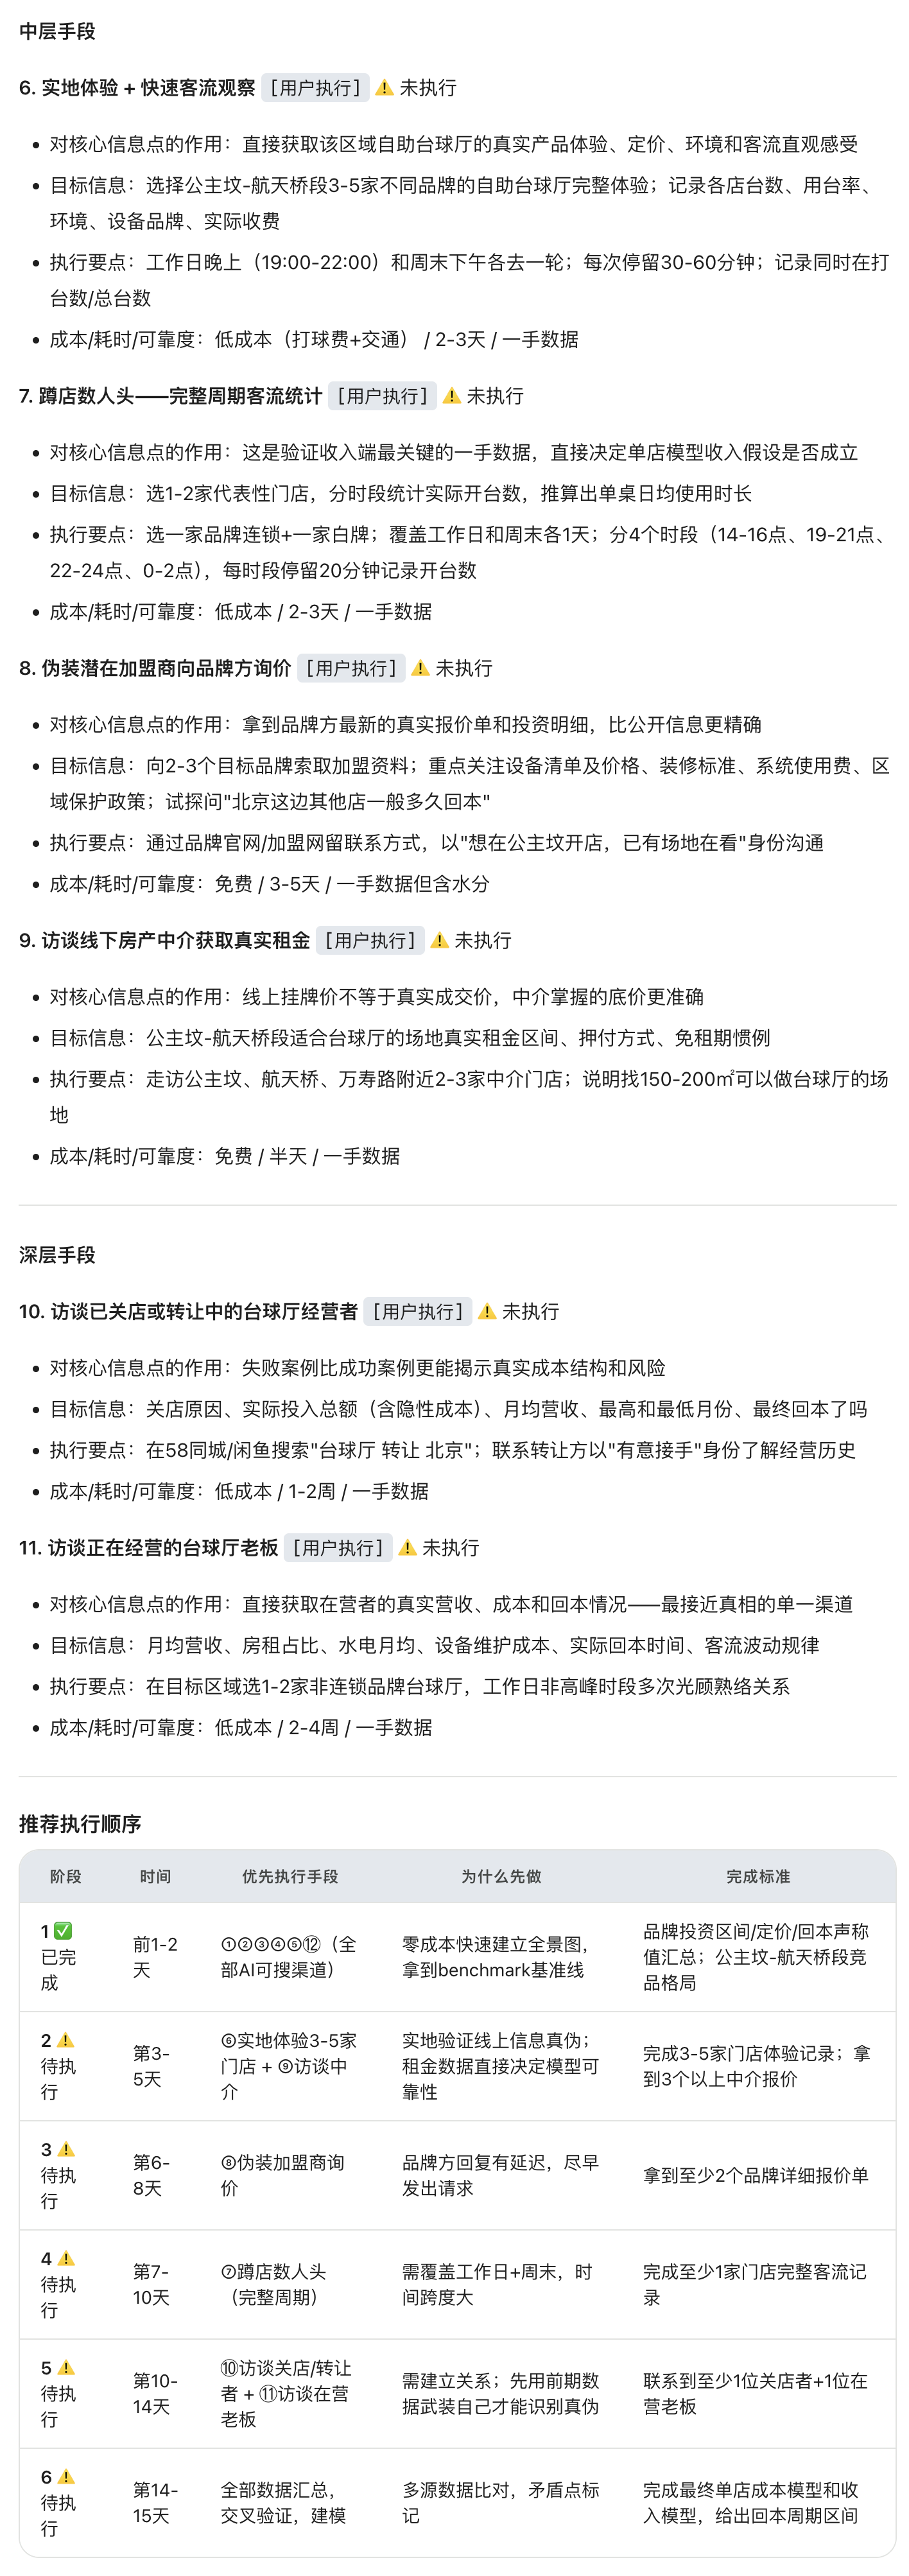 中层手段
6. 实地体验 + 快速客流观察 [用户执行] ⚠️ 未执行
• 对核心信息点的作用：直接获取该区域自助台球厅的真实产品体验、定价、环境和客流直观感受
• 目标信息：选择公主坟-航天桥段3-5家不同品牌的自助台球厅完整体验；记录各店台数、用台率、
环境、设备品牌、实际收费
• 执行要点：工作日晚上（19:00-22:00）和周末下午各去一轮；每次停留30-60分钟；记录同时在打
台数/总台数
• 成本/耗时/可靠度：低成本（打球费+交通） / 2-3天 / 一手数据
7. 蹲店数人头——完整周期客流统计 [用户执行] ⚠️ 未执行
• 对核心信息点的作用：这是验证收入端最关键的一手数据，直接决定单店模型收入假设是否成立
• 目标信息：选1-2家代表性门店，分时段统计实际开台数，推算出单桌日均使用时长
• 执行要点：选一家品牌连锁+一家白牌；覆盖工作日和周末各1天；分4个时段（14-16点、19-21点、
22-24点、0-2点），每时段停留20分钟记录开台数
• 成本/耗时/可靠度：低成本 / 2-3天 / 一手数据
8. 伪装潜在加盟商向品牌方询价 [用户执行] ⚠️ 未执行
• 对核心信息点的作用：拿到品牌方最新的真实报价单和投资明细，比公开信息更精确
• 目标信息：向2-3个目标品牌索取加盟资料；重点关注设备清单及价格、装修标准、系统使用费、区
域保护政策；试探问"北京这边其他店一般多久回本"
• 执行要点：通过品牌官网/加盟网留联系方式，以"想在公主坟开店，已有场地在看"身份沟通
• 成本/耗时/可靠度：免费 / 3-5天 / 一手数据但含水分
9. 访谈线下房产中介获取真实租金 [用户执行] ⚠️ 未执行
• 对核心信息点的作用：线上挂牌价不等于真实成交价，中介掌握的底价更准确
• 目标信息：公主坟-航天桥段适合台球厅的场地真实租金区间、押付方式、免租期惯例
• 执行要点：走访公主坟、航天桥、万寿路附近2-3家中介门店；说明找150-200㎡可以做台球厅的场
地
• 成本/耗时/可靠度：免费 / 半天 / 一手数据
深层手段
10. 访谈已关店或转让中的台球厅经营者 [用户执行] ⚠️ 未执行
• 对核心信息点的作用：失败案例比成功案例更能揭示真实成本结构和风险
• 目标信息：关店原因、实际投入总额（含隐性成本）、月均营收、最高和最低月份、最终回本了吗
• 执行要点：在58同城/闲鱼搜索"台球厅 转让 北京"；联系转让方以"有意接手"身份了解经营历史
• 成本/耗时/可靠度：低成本 / 1-2周 / 一手数据
11. 访谈正在经营的台球厅老板 [用户执行] ⚠️ 未执行
• 对核心信息点的作用：直接获取在营者的真实营收、成本和回本情况——最接近真相的单一渠道
• 目标信息：月均营收、房租占比、水电月均、设备维护成本、实际回本时间、客流波动规律
• 执行要点：在目标区域选1-2家非连锁品牌台球厅，工作日非高峰时段多次光顾熟络关系
• 成本/耗时/可靠度：低成本 / 2-4周 / 一手数据
推荐执行顺序
阶段 时间 优先执行手段 为什么先做 完成标准
1 ✅
已完
成
前1-2
天
①②③④⑤⑫（全
部AI可搜渠道）
零成本快速建立全景图，
拿到benchmark基准线
品牌投资区间/定价/回本声称
值汇总；公主坟-航天桥段竞
品格局
2 ⚠️
待执
行
第3-
5天
⑥实地体验3-5家
门店 + ⑨访谈中
介
实地验证线上信息真伪；
租金数据直接决定模型可
靠性
完成3-5家门店体验记录；拿
到3个以上中介报价
3 ⚠️
待执
行
第6-
8天
⑧伪装加盟商询
价
品牌方回复有延迟，尽早
发出请求
拿到至少2个品牌详细报价单
4 ⚠️
待执
行
第7-
10天
⑦蹲店数人头
（完整周期）
需覆盖工作日+周末，时
间跨度大
完成至少1家门店完整客流记
录
5 ⚠️
待执
行
第10-
14天
⑩访谈关店/转让
者 + ⑪访谈在营
老板
需建立关系；先用前期数
据武装自己才能识别真伪
联系到至少1位关店者+1位在
营老板
6 ⚠️
待执
行
第14-
15天
全部数据汇总，
交叉验证，建模
多源数据比对，矛盾点标
记
完成最终单店成本模型和收
入模型，给出回本周期区间